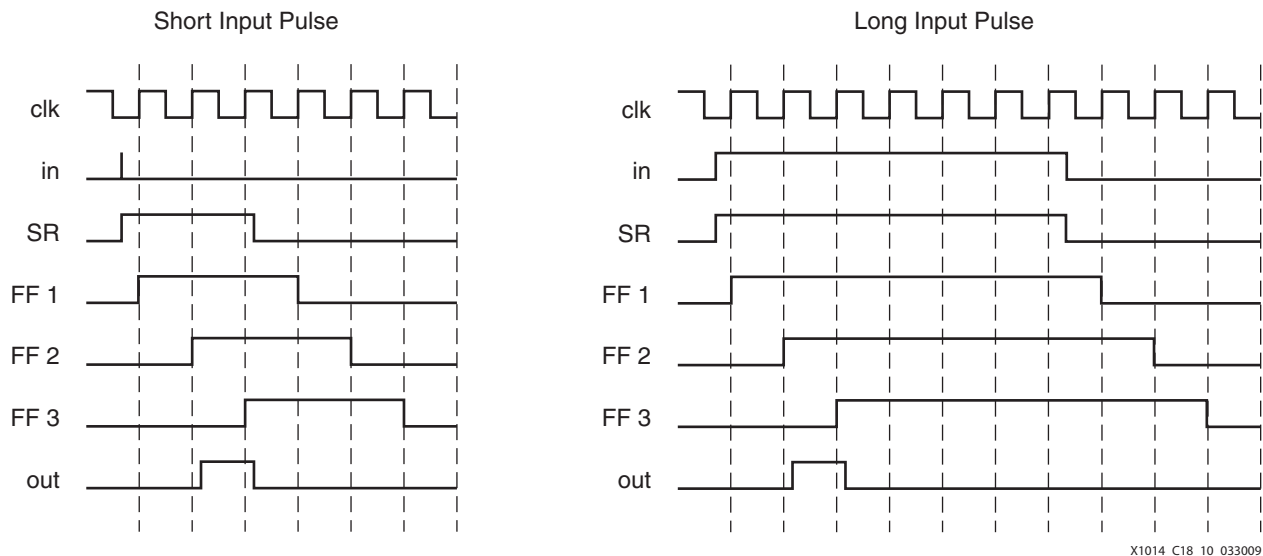 Short Input Pulse
clk
in
SR
FF 1
FF 2
FF 3
out
Long Input Pulse
clk
in
SR
FF 1
FF 2
FF 3
out
X1014_C18_10_033009